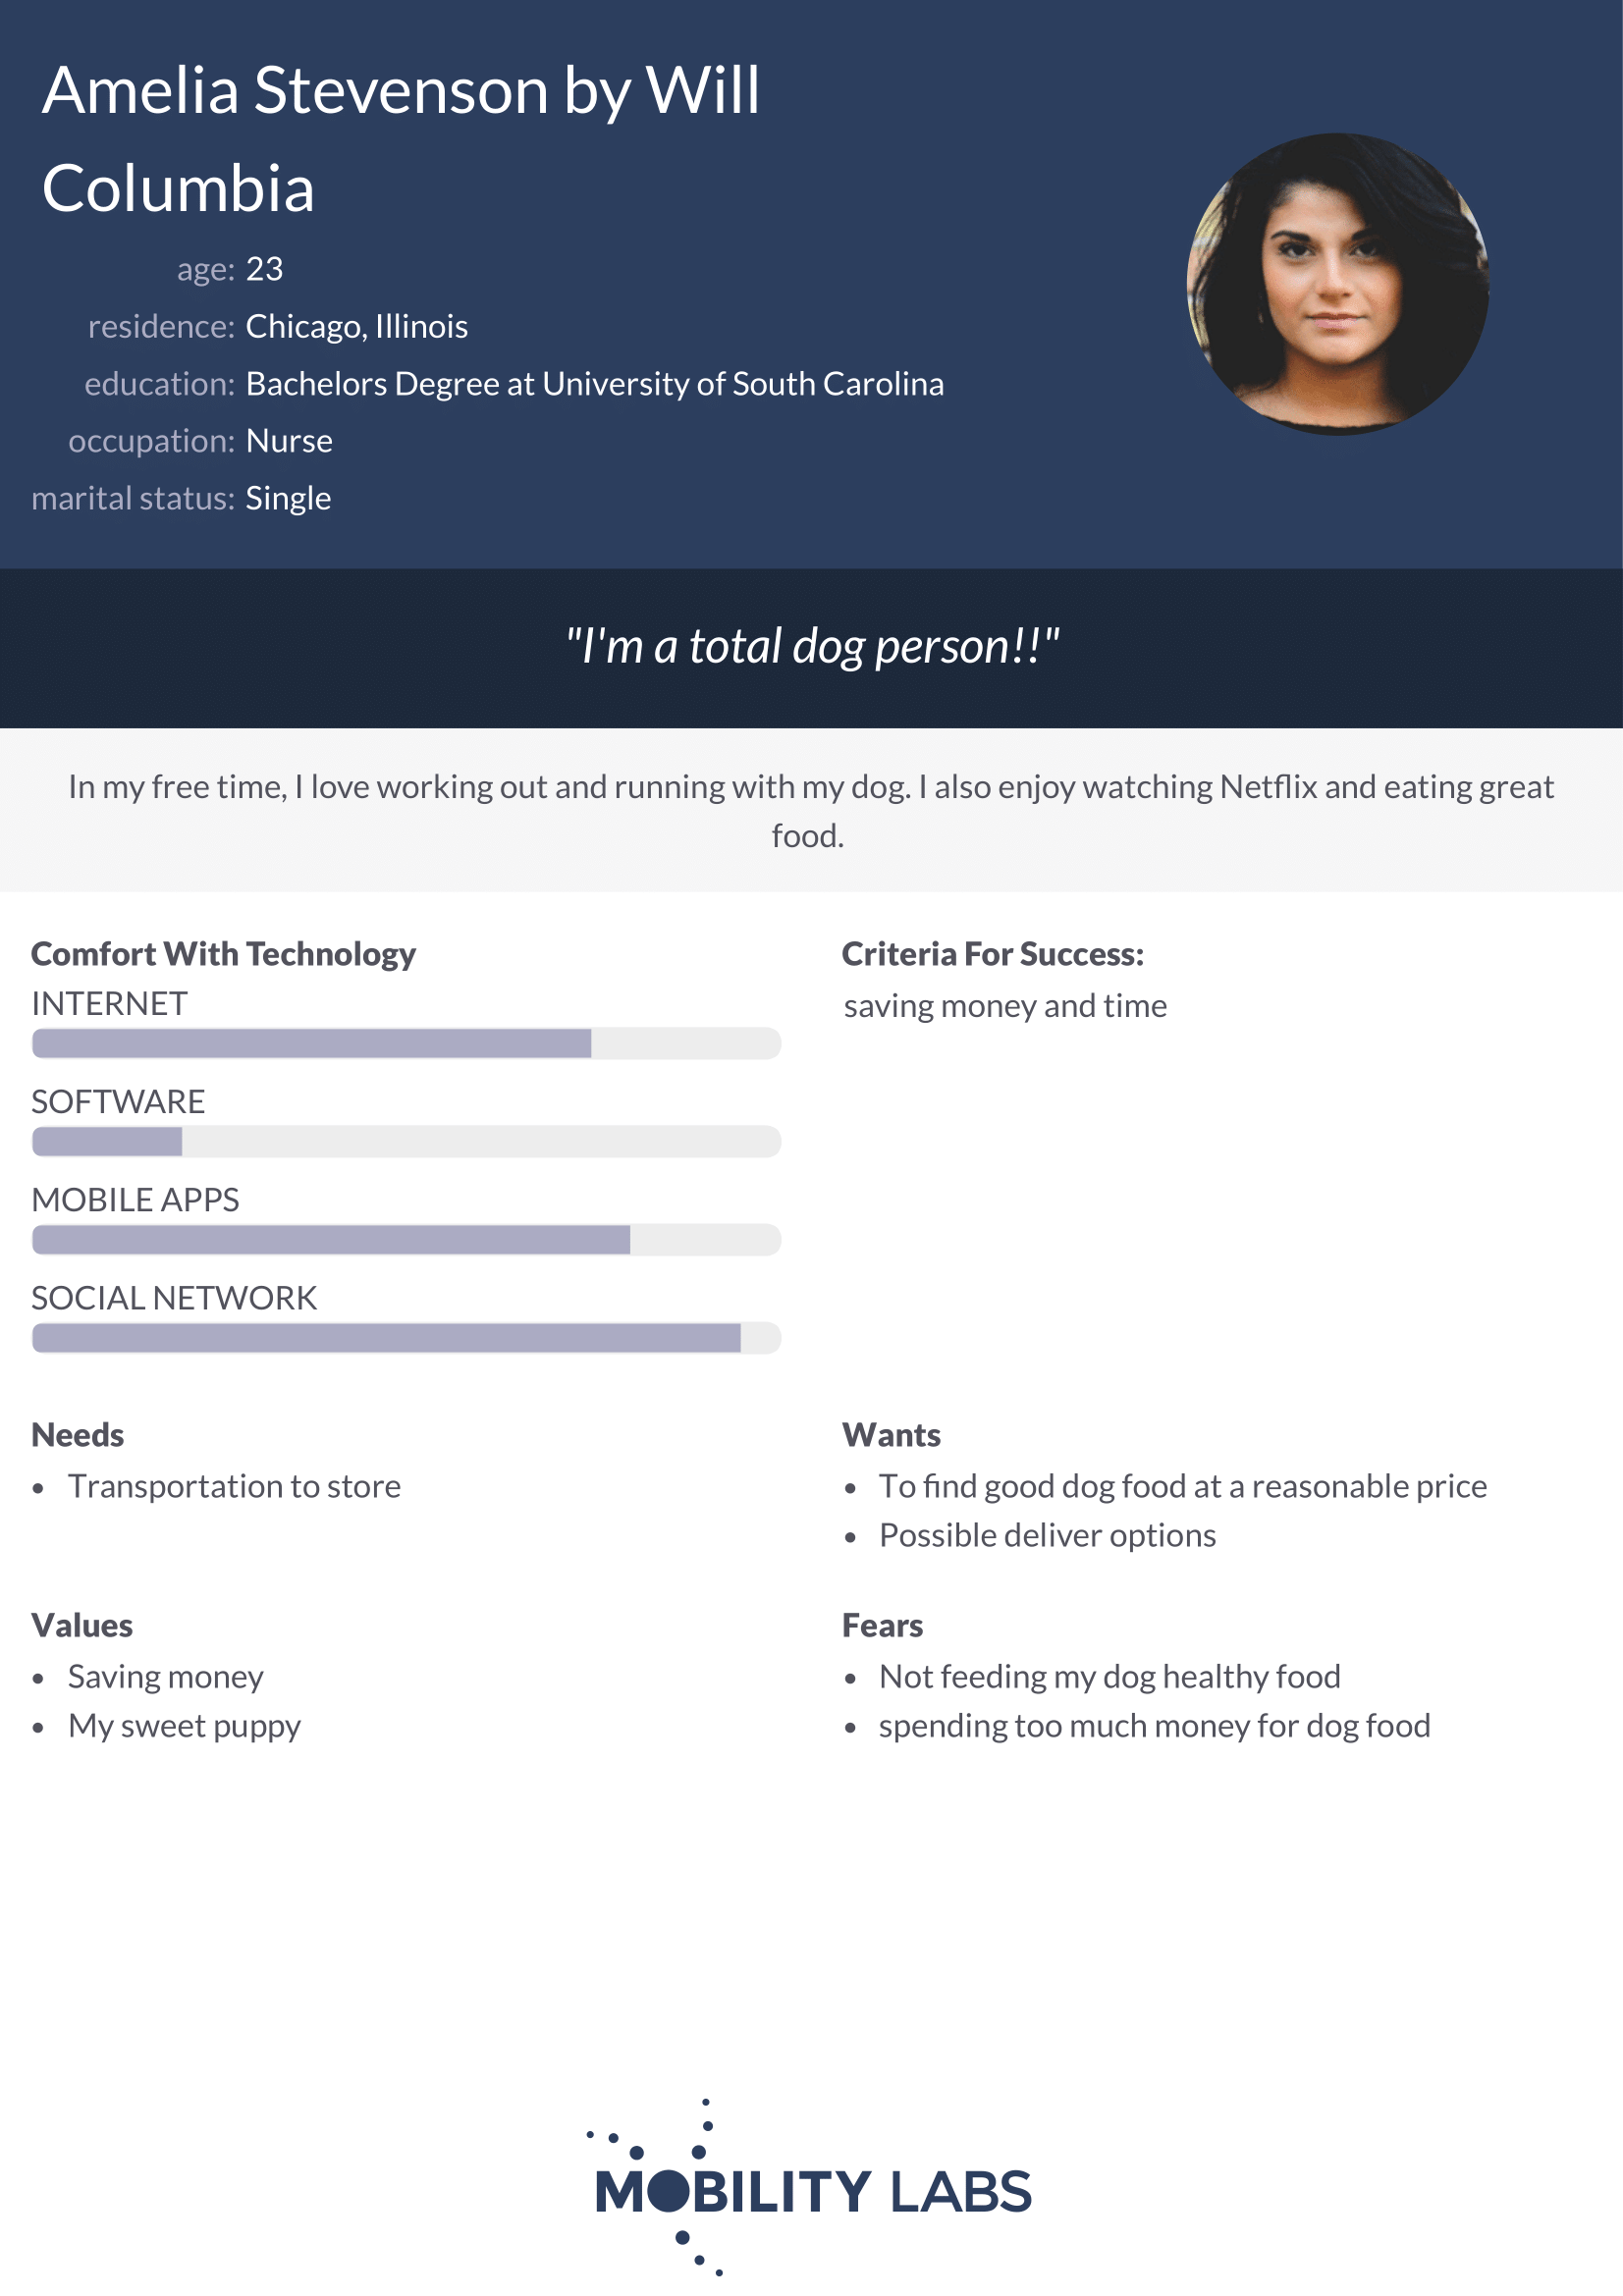 Amelia Stevenson by Will
Columbia
age: 23
residence: Chicago, Illinois
education: Bachelors Degree at University of South Carolina
occupation: Nurse
marital status: Single
"I'm a total dog person!!"
In my free time, I love working out and running with my dog. I also enjoy watching Netflix and eating great
food.
Comfort With Technology
INTERNET
SOFTWARE
MOBILE APPS
SOCIAL NETWORK
Criteria For Success:
saving money and time
Needs
• Transportation to store
Wants
• To find good dog food at a reasonable price
• Possible deliver options
Values
• Saving money
• My sweet puppy
Fears
• Not feeding my dog healthy food
• spending too much money for dog food
MOBILITY LABS